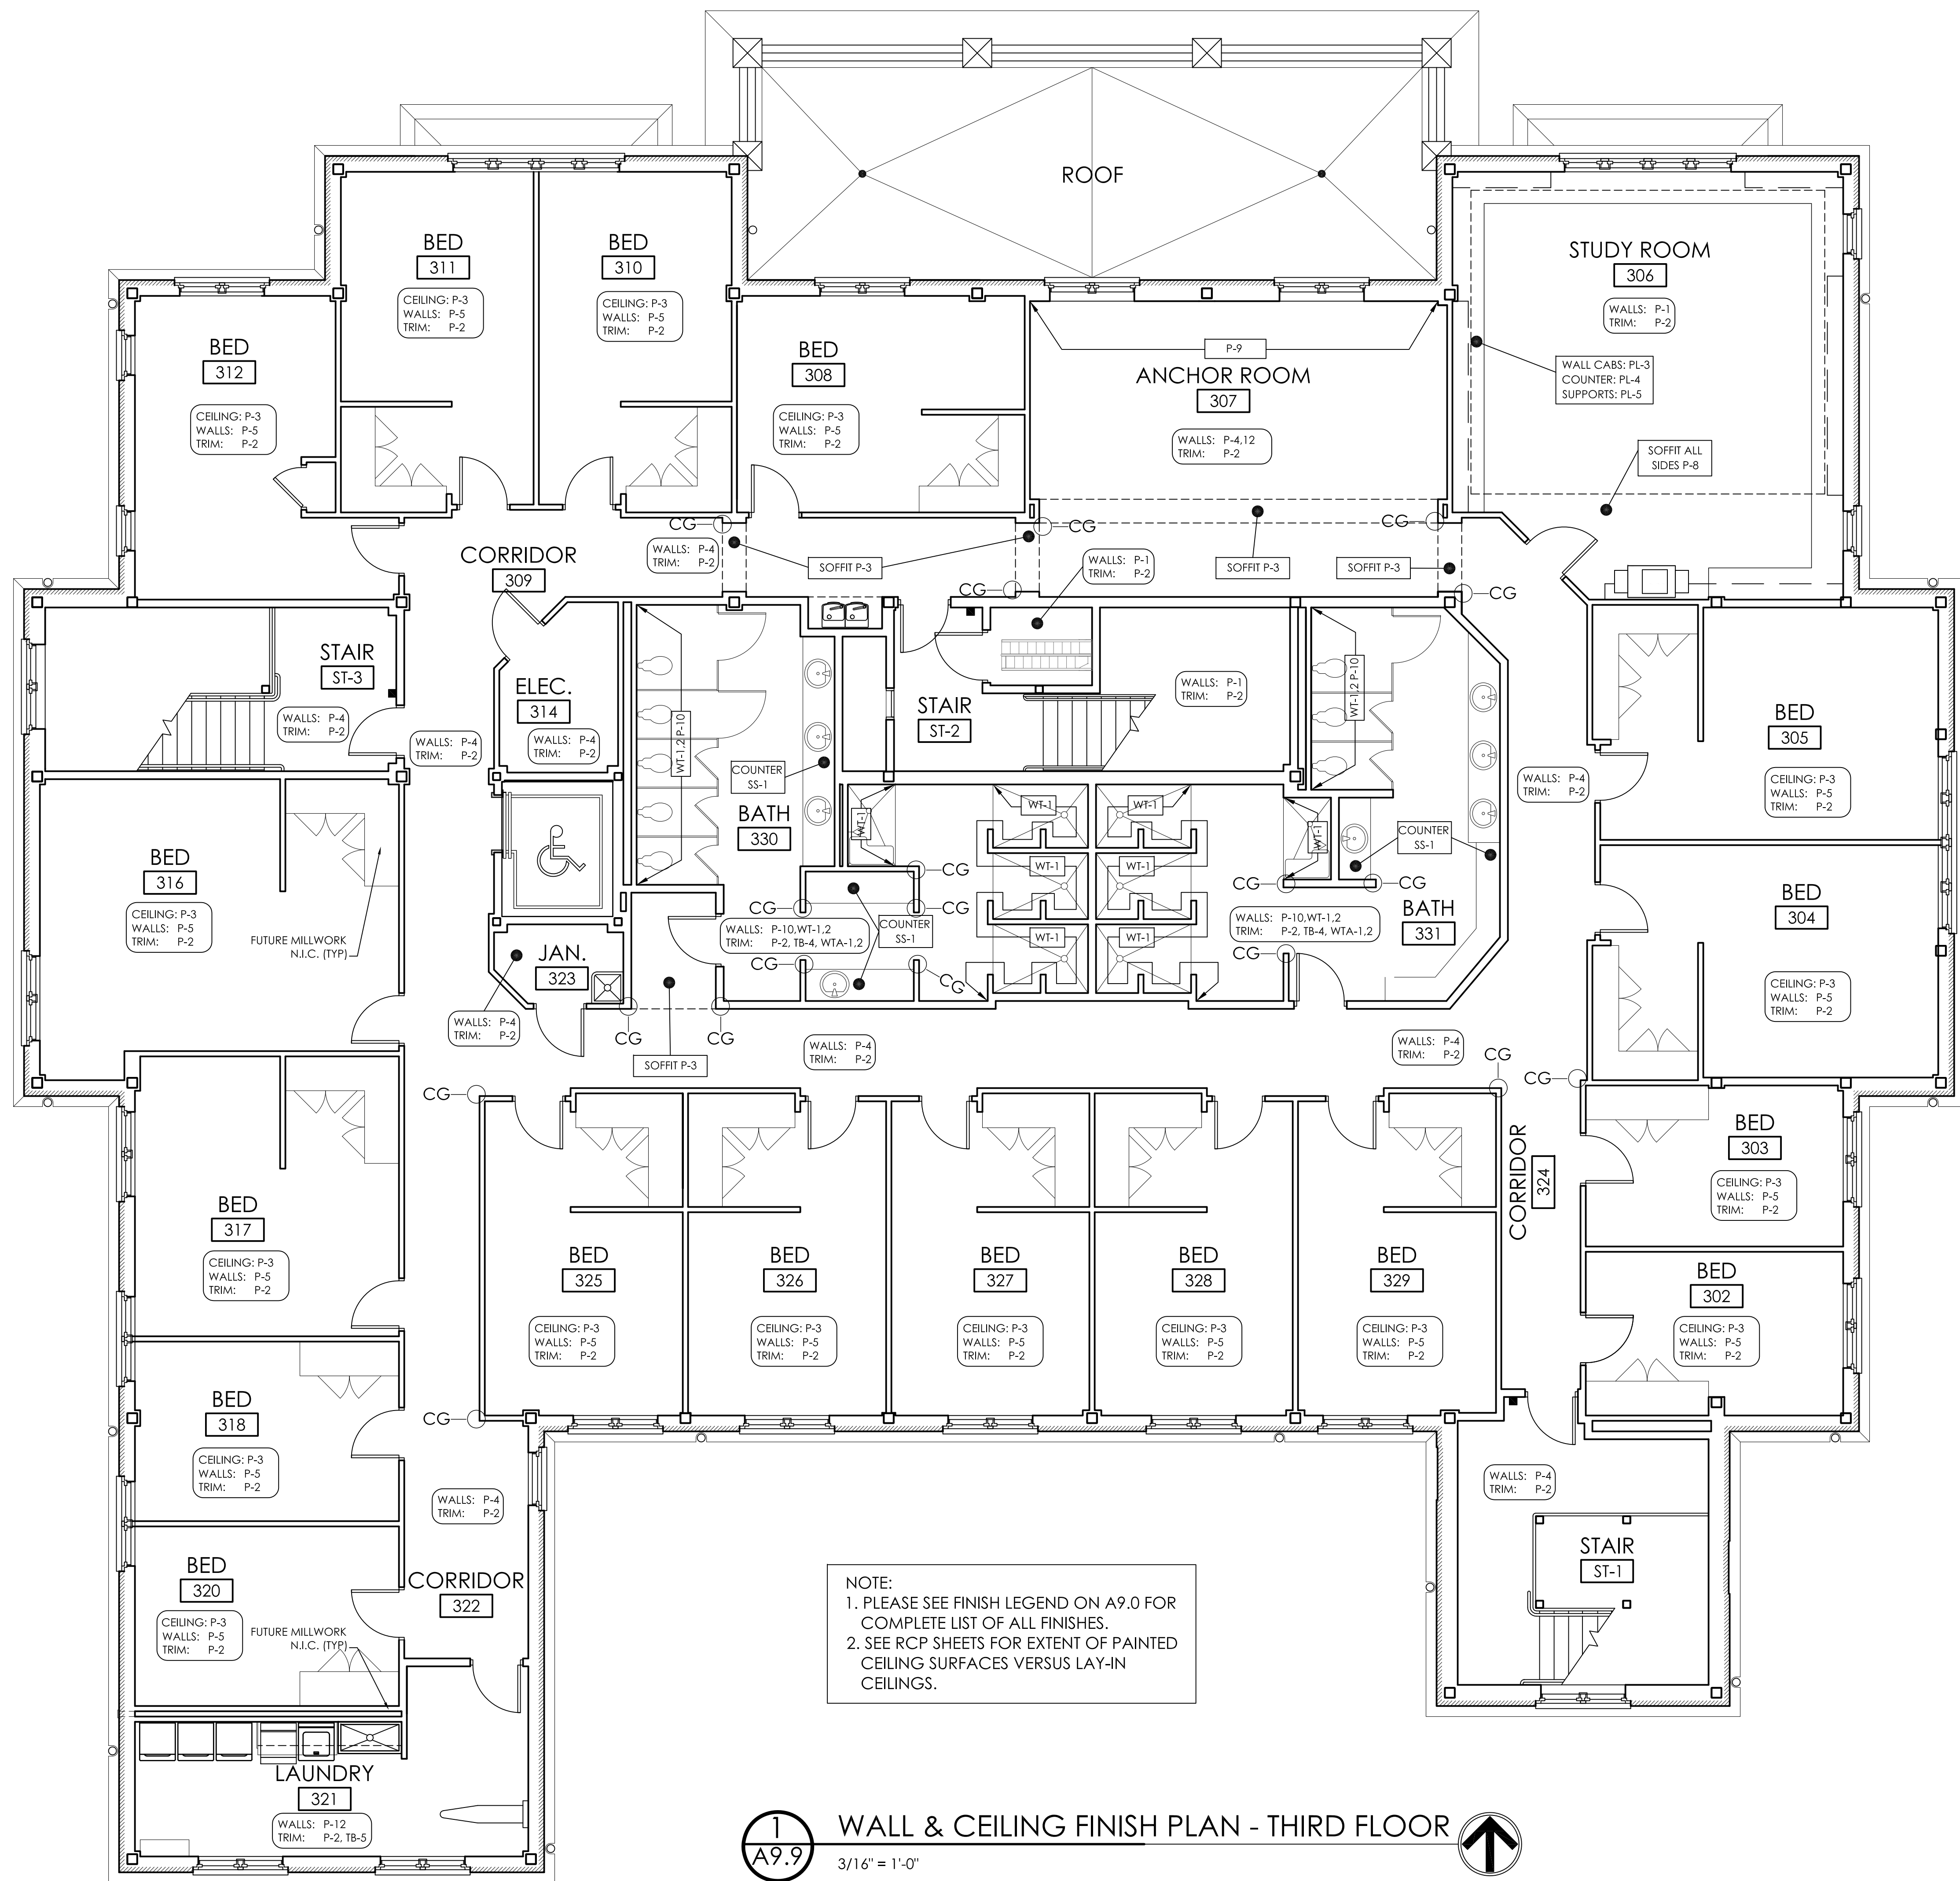 ROOF
BED
311
CEILING: P-3
WALLS: P-5
TRIM: P-2
BED
310
CEILING: P-3
WALLS: P-5
TRIM: P-2
STUDY ROOM
306
WALLS: P-1
TRIM: P-2
WALL CABS: PL-3
COUNTER: PL-4
SUPPORTS: PL-5
SOFFIT ALL
SIDES P-8
BED
312
CEILING: P-3
WALLS: P-5
TRIM: P-2
BED
308
CEILING: P-3
WALLS: P-5
TRIM: P-2
P-9
ANCHOR ROOM
307
WALLS: P-4,12
TRIM: P-2
CG
CG
CG
CORRIDOR
309
WALLS: P-4
TRIM: P-2
SOFFIT P-3
WALLS: P-1
TRIM: P-2
SOFFIT P-3
SOFFIT P-3
CG
CG
STAIR
ST-3
WALLS: P-4
TRIM: P-2
WALLS: P-4
TRIM: P-2
ELEC.
314
WALLS: P-4
TRIM: P-2
WT-1,2 P-10
COUNTER
SS-1
BATH
330
STAIR
ST-2
WALLS: P-1
TRIM: P-2
WT-1,2 P-10
WALLS: P-4
TRIM: P-2
BED
305
CEILING: P-3
WALLS: P-5
TRIM: P-2
WT-1
WT-1
WT-1
WT-1
COUNTER
SS-1
WT-1
WT-1
WT-1
WT-1
BED
316
CEILING: P-3
WALLS: P-5
TRIM: P-2
FUTURE MILLWORK
N.I.C. (TYP)
CG
CG
CG
CG
CG
WALLS: P-10,WT-1,2
TRIM: P-2, TB-4, WTA-1,2
COUNTER
SS-1
WALLS: P-10,WT-1,2
TRIM: P-2, TB-4, WTA-1,2
BATH
331
BED
304
CEILING: P-3
WALLS: P-5
TRIM: P-2
JAN.
323
CG
CG
CG
WALLS: P-4
TRIM: P-2
CG
CG
SOFFIT P-3
WALLS: P-4
TRIM: P-2
WALLS: P-4
TRIM: P-2
CG
CG
CG
CORRIDOR
324
BED
303
CEILING: P-3
WALLS: P-5
TRIM: P-2
BED
317
CEILING: P-3
WALLS: P-5
TRIM: P-2
BED
325
CEILING: P-3
WALLS: P-5
TRIM: P-2
BED
326
CEILING: P-3
WALLS: P-5
TRIM: P-2
BED
327
CEILING: P-3
WALLS: P-5
TRIM: P-2
BED
328
CEILING: P-3
WALLS: P-5
TRIM: P-2
BED
329
CEILING: P-3
WALLS: P-5
TRIM: P-2
BED
302
CEILING: P-3
WALLS: P-5
TRIM: P-2
BED
318
CEILING: P-3
WALLS: P-5
TRIM: P-2
CG
WALLS: P-4
TRIM: P-2
WALLS: P-4
TRIM: P-2
STAIR
ST-1
BED
320
CEILING: P-3
WALLS: P-5
TRIM: P-2
FUTURE MILLWORK
N.I.C. (TYP)
CORRIDOR
322
NOTE:
1. PLEASE SEE FINISH LEGEND ON A9.0 FOR
COMPLETE LIST OF ALL FINISHES.
2. SEE RCP SHEETS FOR EXTENT OF PAINTED
CEILING SURFACES VERSUS LAY-IN
CEILINGS.
LAUNDRY
321
WALLS: P-12
TRIM: P-2, TB-5
1
A9.9
WALL & CEILING FINISH PLAN - THIRD FLOOR
3/16" = 1'-0"